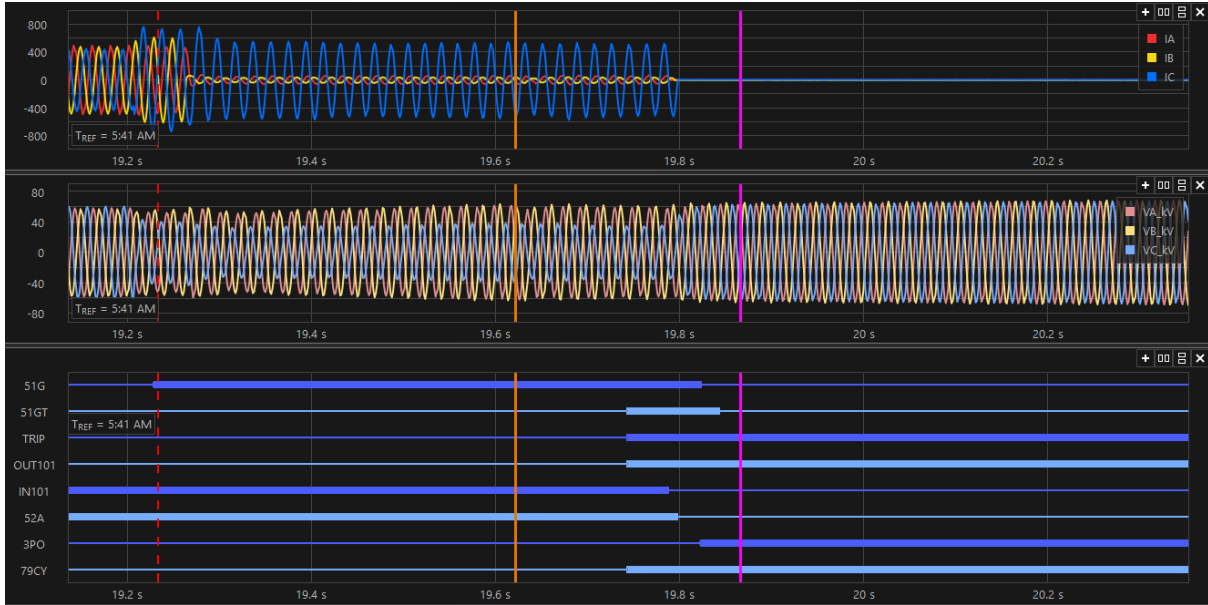 800
400
0
-400
-800
IA
IB
IC
TREF = 5:41 AM
19.2 s 19.4 s 19.6 s 19.8 s 20 s 20.2 s
80
40
0
-40
-80
VA_kV
VB_kV
VC_kV
TREF = 5:41 AM
19.2 s 19.4 s 19.6 s 19.8 s 20 s 20.2 s
51G
51GT
TREF = 5:41 AM
TRIP
OUT101
IN101
52A
3PO
79CY
19.2 s 19.4 s 19.6 s 19.8 s 20 s 20.2 s